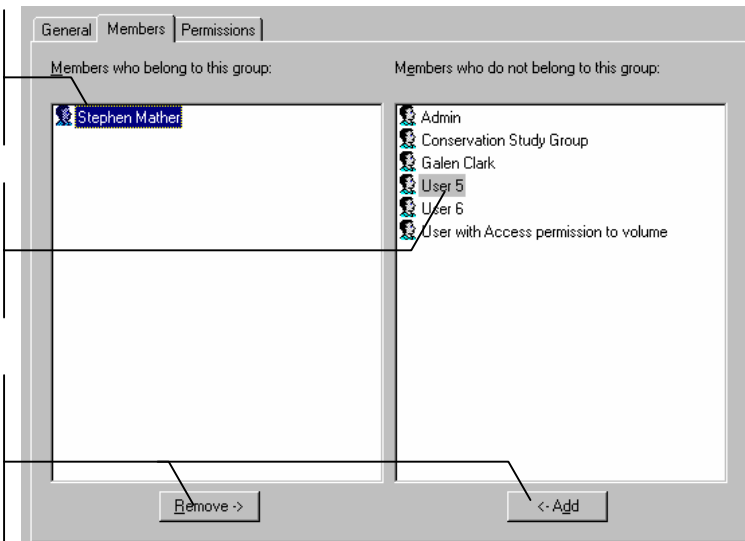 General Members Permissions
Members who belong to this group:
Stephen Mather
Members who do not belong to this group:
Admin
Conservation Study Group
Galen Clark
User 5
User 6
User with Access permission to volume
Remove ->
<- Add